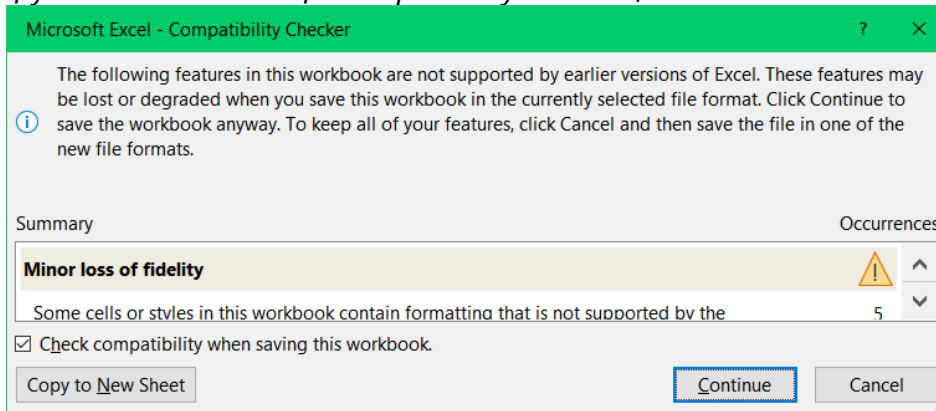 Microsoft Excel - Compatibility Checker ?
The following features in this workbook are not supported by earlier versions of Excel. These features may
be lost or degraded when you save this workbook in the currently selected file format. Click Continue to
save the workbook anyway. To keep all of your features, click Cancel and then save the file in one of the
new file formats.
Summary Occurrences
Minor loss of fidelity
Some cells or styles in this workbook contain formatting that is not supported by the 5
Check compatibility when saving this workbook.
Copy to New Sheet Continue Cancel